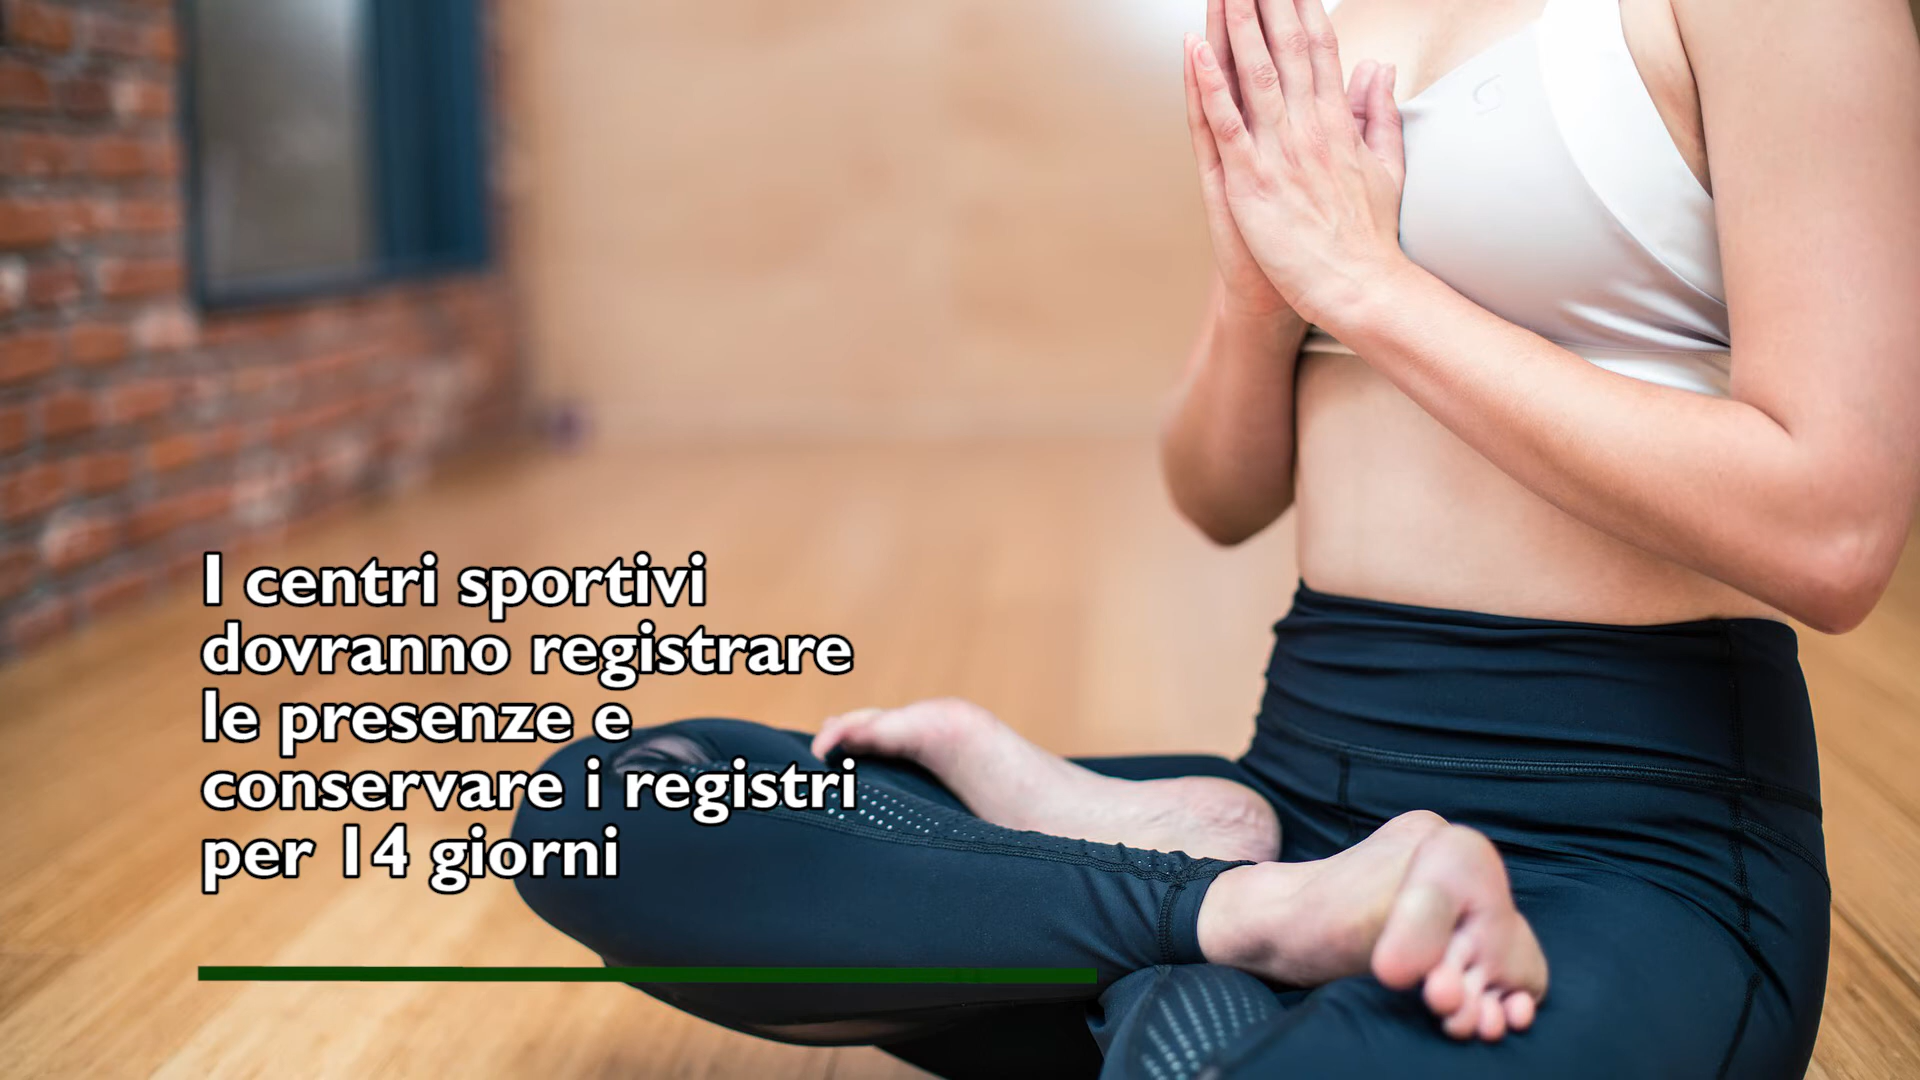 I centri sportivi
dovranno registrare
le presenze e
conservare i registri
per 14 giorni